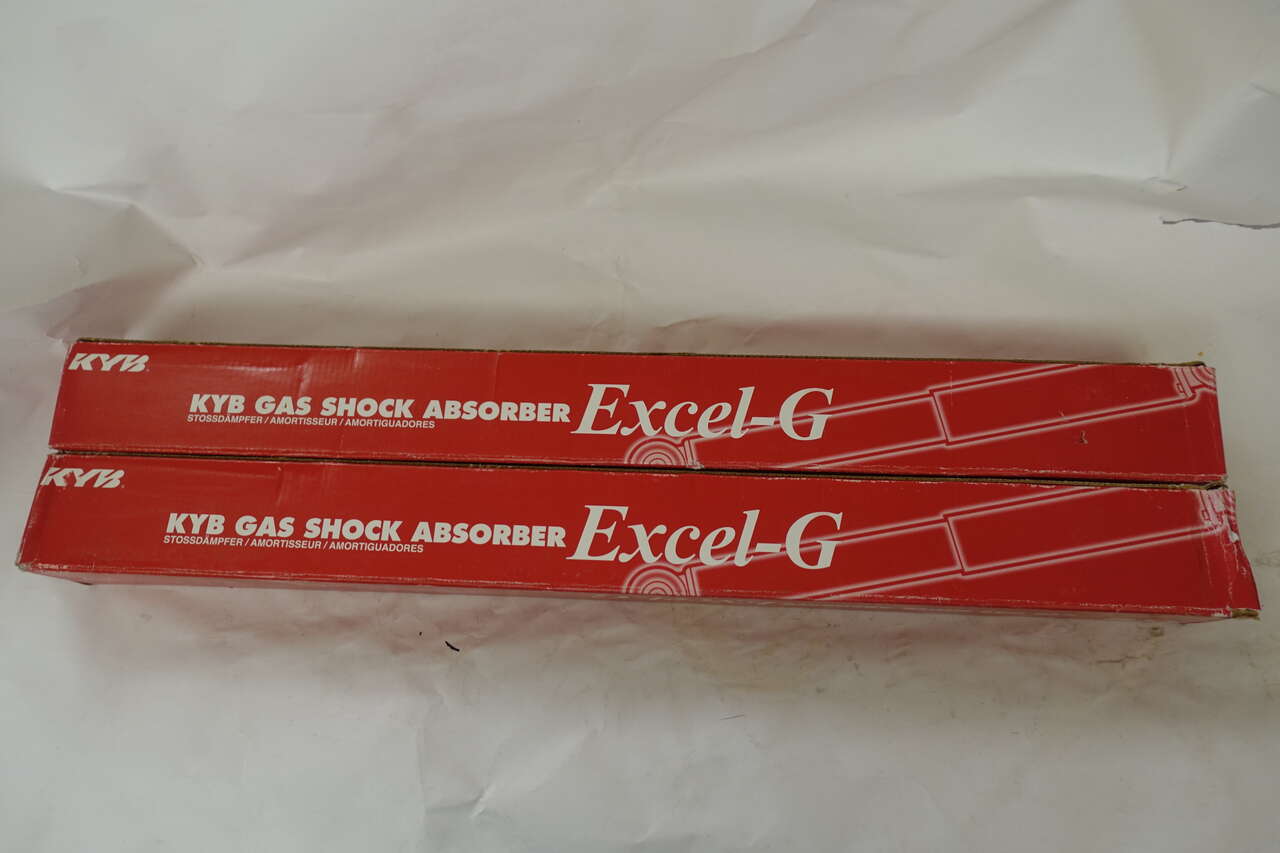 KYB
KYB GAS SHOCK ABSORBER Excel-G
STOSSDÄMPFER / AMORTISSEUR / AMORTIGUADORES
KYB
KYB GAS SHOCK ABSORBER Excel-G
STOSSDÄMPFER / AMORTISSEUR / AMORTIGUADORES